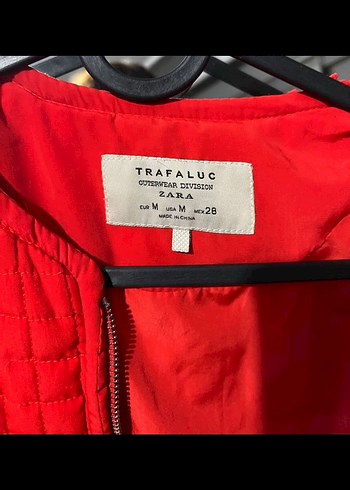 TRAFALUC
OUTERWEAR DIVISION
ZARA
EUR M USA M MEX 28
MADE IN CHINA